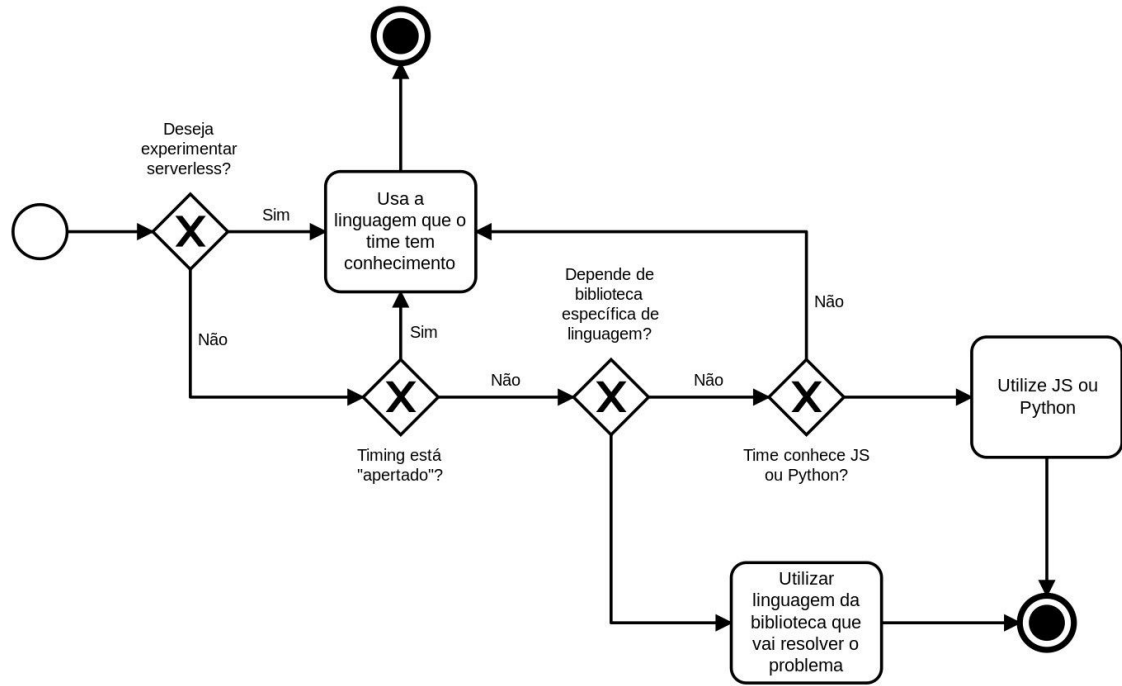 Deseja
experimentar
serverless?
Sim
Não
Usa a
linguagem que o
time tem
conhecimento
Sim
Timing está
"apertado"?
Não
Depende de
biblioteca
específica de
linguagem?
Não
Time conhece JS
ou Python?
Não
Utilize JS ou
Python
Utilizar
linguagem da
biblioteca que
vai resolver o
problema